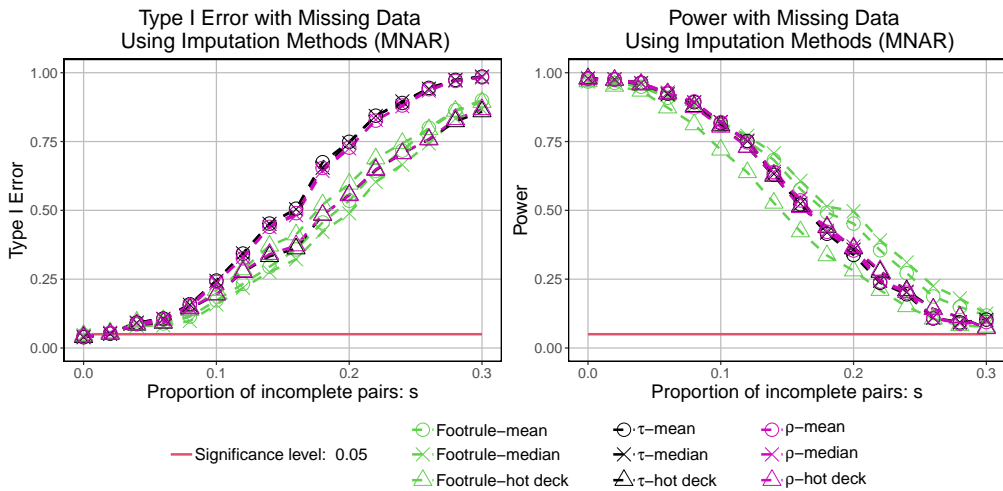 Type I Error with Missing Data
Using Imputation Methods (MNAR)
Type I Error
1.00
0.75
0.50
0.25
0.00
0.0
0.1
0.2
0.3
Proportion of incomplete pairs: s
Power with Missing Data
Using Imputation Methods (MNAR)
Power
1.00
0.75
0.50
0.25
0.00
0.0
0.1
0.2
0.3
Proportion of incomplete pairs: s
Significance level: 0.05
Footrule−mean
Footrule−median
Footrule−hot deck
τ−mean
τ−median
τ−hot deck
ρ−mean
ρ−median
ρ−hot deck